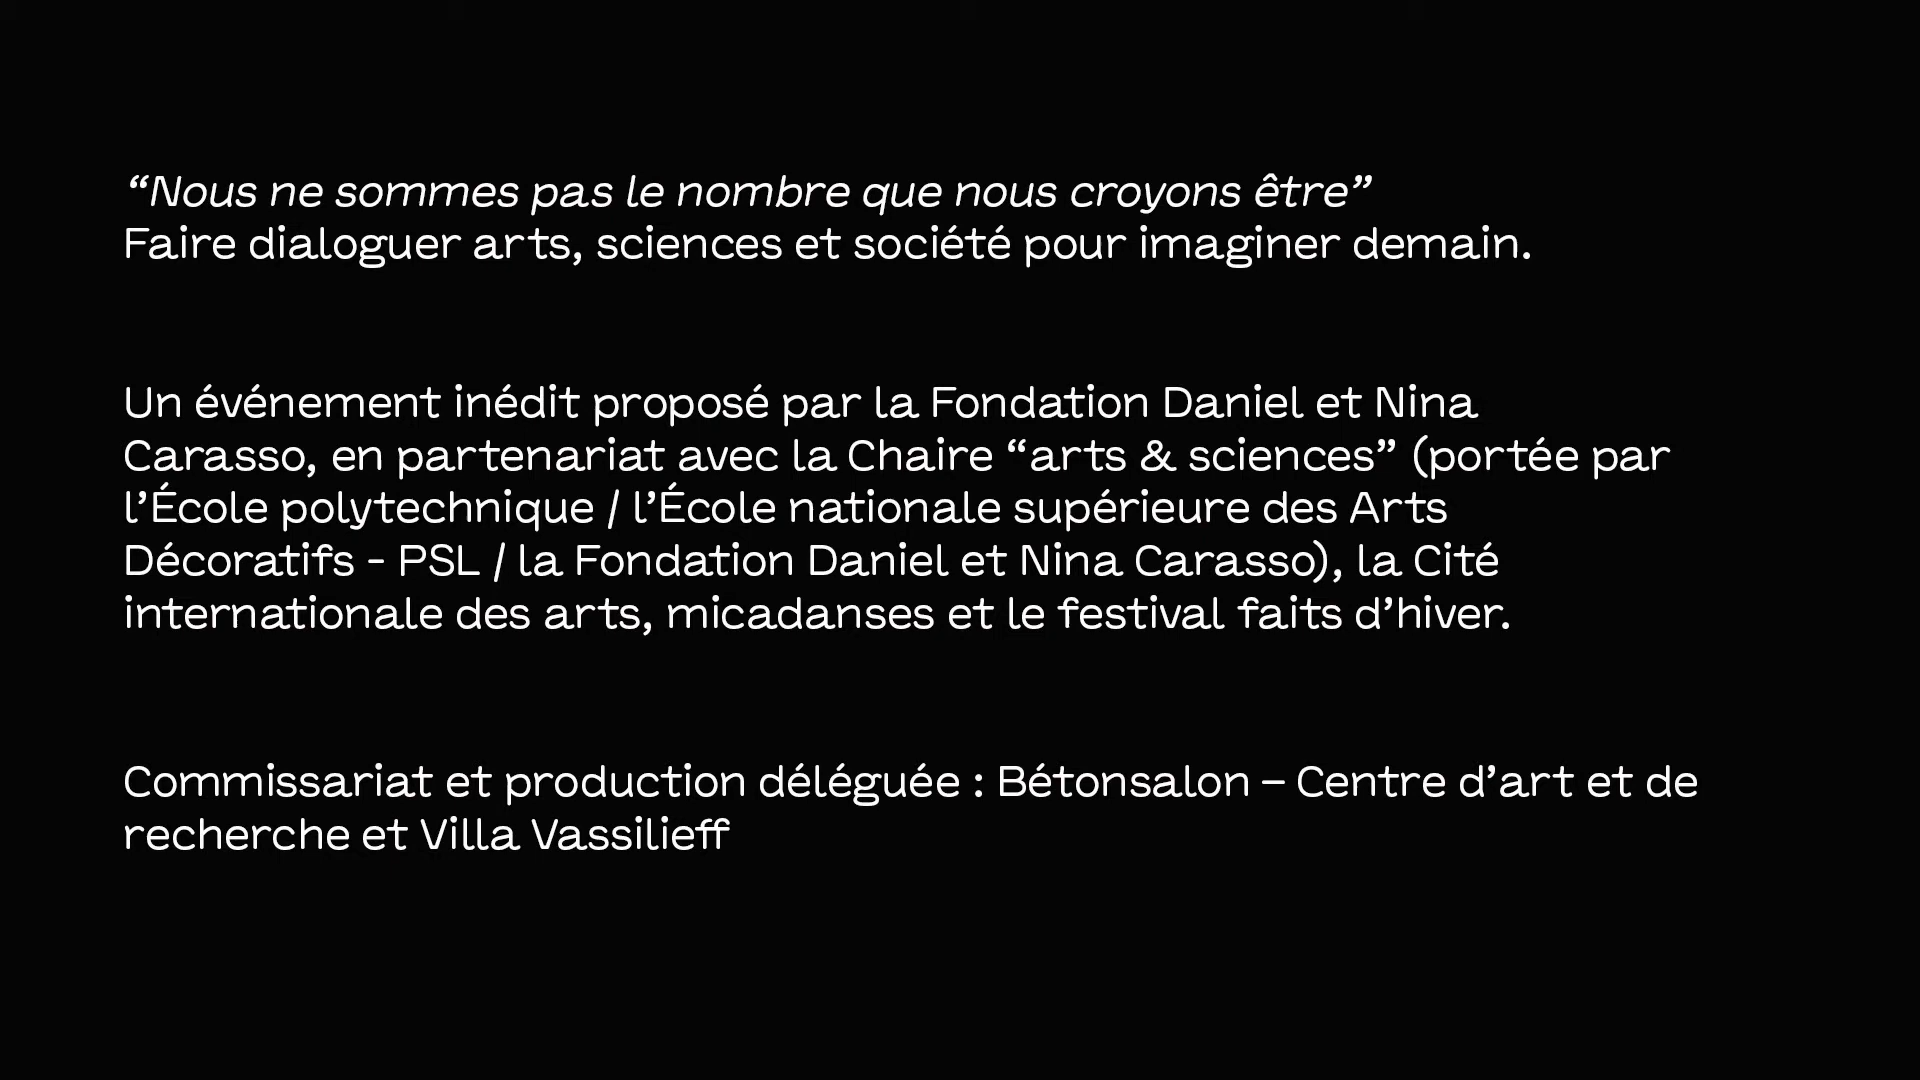 “Nous ne sommes pas le nombre que nous croyons être”
Faire dialoguer arts, sciences et société pour imaginer demain.
Un événement inédit proposé par la Fondation Daniel et Nina
Carasso, en partenariat avec la Chaire “arts & sciences” (portée par
l’École polytechnique / l’École nationale supérieure des Arts
Décoratifs - PSL / la Fondation Daniel et Nina Carasso), la Cité
internationale des arts, micadanses et le festival faits d’hiver.
Commissariat et production déléguée : Bétonsalon – Centre d’art et de
recherche et Villa Vassilieff